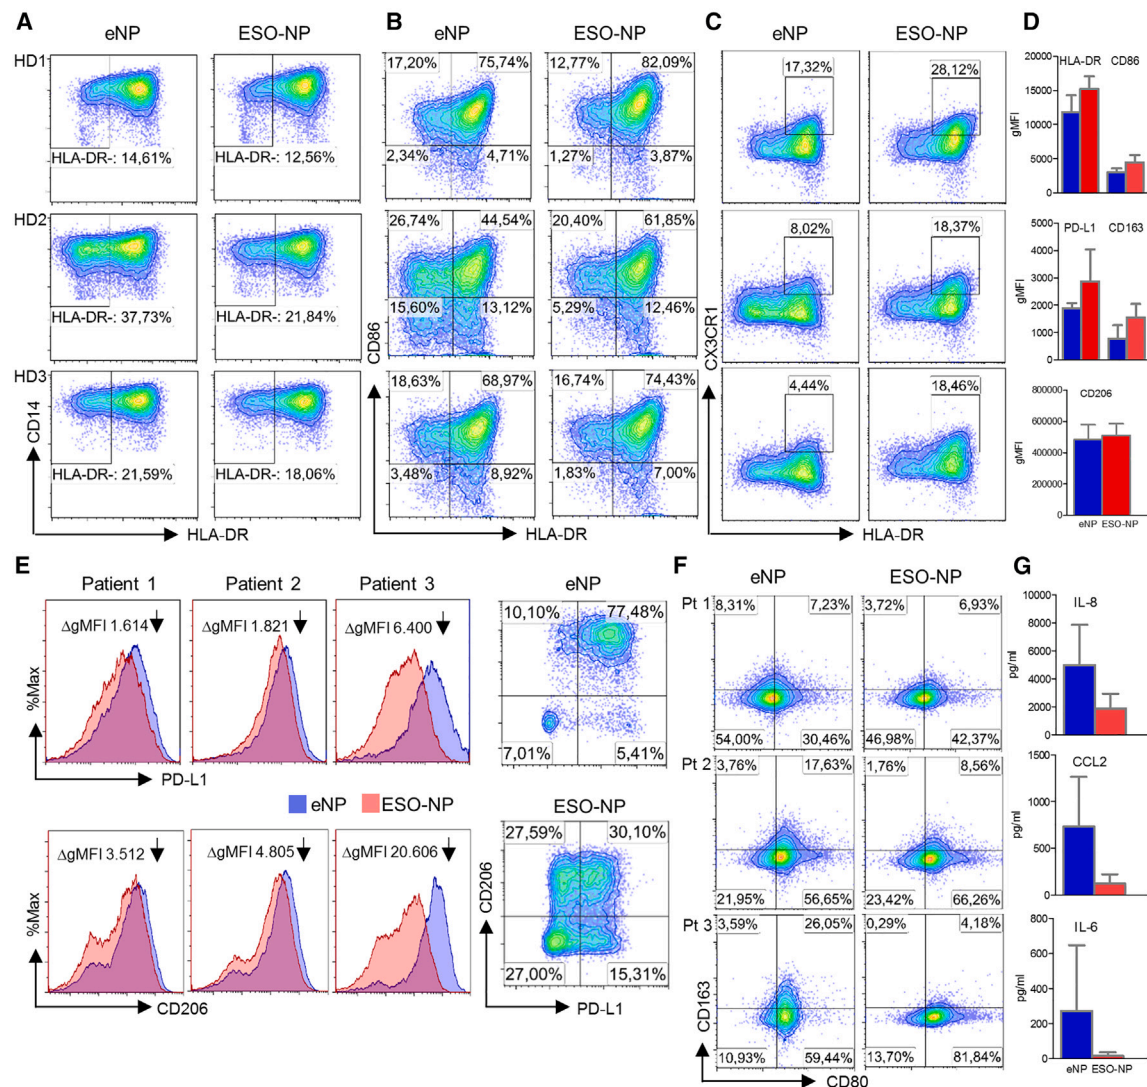 A
eNP
ESO-NP
HD1
HLA-DR-: 14,61%
HLA-DR-: 12,56%
HD2
HLA-DR-: 37,73%
HLA-DR-: 21,84%
HD3
HLA-DR-: 21,59%
HLA-DR-: 18,06%
CD14
HLA-DR
B
eNP
ESO-NP
17,20% 75,74%
2,34% 4,71%
12,77% 82,09%
1,27% 3,87%
26,74% 44,54%
15,60% 13,12%
20,40% 61,85%
5,29% 12,46%
18,63% 68,97%
3,48% 8,92%
16,74% 74,43%
1,83% 7,00%
CD86
HLA-DR
C
eNP
ESO-NP
17,32%
28,12%
8,02%
18,37%
4,44%
18,46%
CX3CR1
HLA-DR
D
HLA-DR CD86
20000
15000
10000
5000
0
gMFI
PD-L1 CD163
5000
4000
3000
2000
1000
0
gMFI
CD206
800000
600000
400000
200000
0
gMFI
eNP ESO-NP
E
Patient 1
Patient 2
Patient 3
ΔgMFI 1.614
ΔgMFI 1.821
ΔgMFI 6.400
%Max
PD-L1
eNP
ESO-NP
ΔgMFI 3.512
ΔgMFI 4.805
ΔgMFI 20.606
%Max
CD206
eNP
10,10% 77,48%
7,01% 5,41%
ESO-NP
27,59% 30,10%
27,00% 15,31%
CD206
PD-L1
F
eNP
ESO-NP
Pt 1
8,31% 7,23%
54,00% 30,46%
3,72% 6,93%
46,98% 42,37%
Pt 2
3,76% 17,63%
21,95% 56,65%
1,76% 8,56%
23,42% 66,26%
Pt 3
3,59% 26,05%
10,93% 59,44%
0,29% 4,18%
13,70% 81,84%
CD163
CD80
G
IL-8
10000
8000
6000
4000
2000
0
pg/ml
CCL2
1500
1000
500
0
pg/ml
IL-6
800
600
400
200
0
pg/ml
eNP ESO-NP